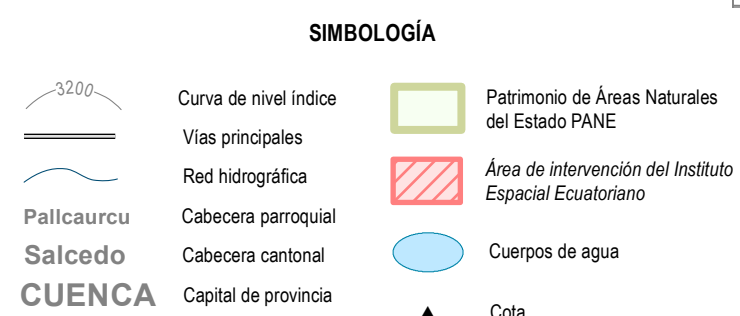 SIMBOLOGÍA
3200
Curva de nivel índice
Vías principales
Red hidrográfica
Pallcaurcu
Cabecera parroquial
Salcedo
Cabecera cantonal
CUENCA
Capital de provincia
Patrimonio de Áreas Naturales
del Estado PANE
Área de intervención del Instituto
Espacial Ecuatoriano
Cuerpos de agua
Cota